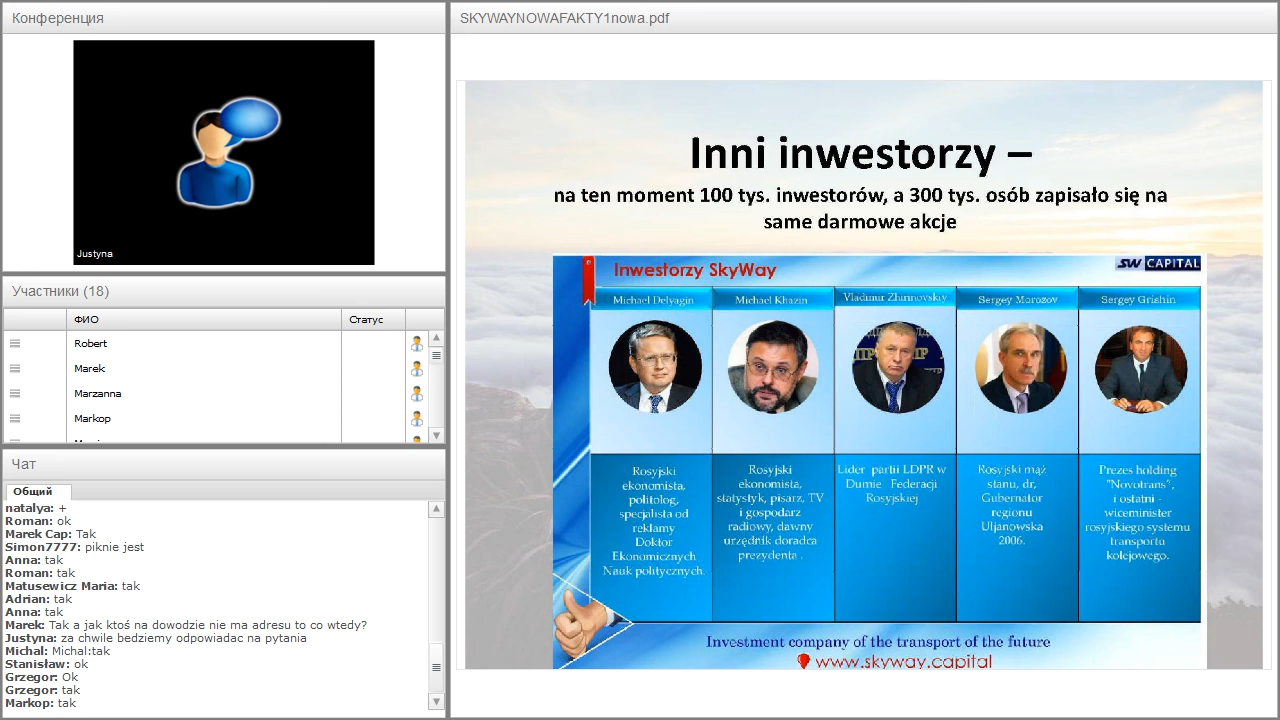 Конференция
Justyna
Участники (18)
ФИО
Статус
Robert
Marek
Marzanna
Markop
Чат
Общий
natalya: +
Roman: ok
Marek Cap: Tak
Simon7777: piknie jest
Anna: tak
Roman: tak
Matusewicz Maria: tak
Adrian: tak
Anna: tak
Marek: Tak a jak ktoś na dowodzie nie ma adresu to co wtedy?
Justyna: za chwile bedziemy odpowiadac na pytania
Michal: Michal:tak
Stanisław: ok
Grzegor: Ok
Grzegor: tak
Markop: tak
SKYWAYNOWAFAKTY1nowa.pdf
Inni inwestorzy –
na ten moment 100 tys. inwestorów, a 300 tys. osób zapisało się na
same darmowe akcje
Inwestorzy SkyWay
SW CAPITAL
Michael Delyagin
Michael Khazin
Vladimir Zhirinovskiy
Sergey Morozov
Sergey Grishin
Rosyjski
ekonomista,
politolog,
specjalista od
reklamy
Doktor
Ekonomicznych
Nauk politycznych.
Rosyjski
ekonomista,
statystyk, pisarz, TV
i gospodarz
radiowy, dawny
urzędnik doradca
prezydenta .
Lider partii LDPR w
Dumie Federacji
Rosyjskiej
Rosyjski mąż
stanu, dr,
Gubernator
regionu
Uljanowska
2006.
Prezes holding
"Novotrans",
i ostatni -
wiceminister
rosyjskiego systemu
transportu
kolejowego.
Investment company of the transport of the future
www.skyway.capital